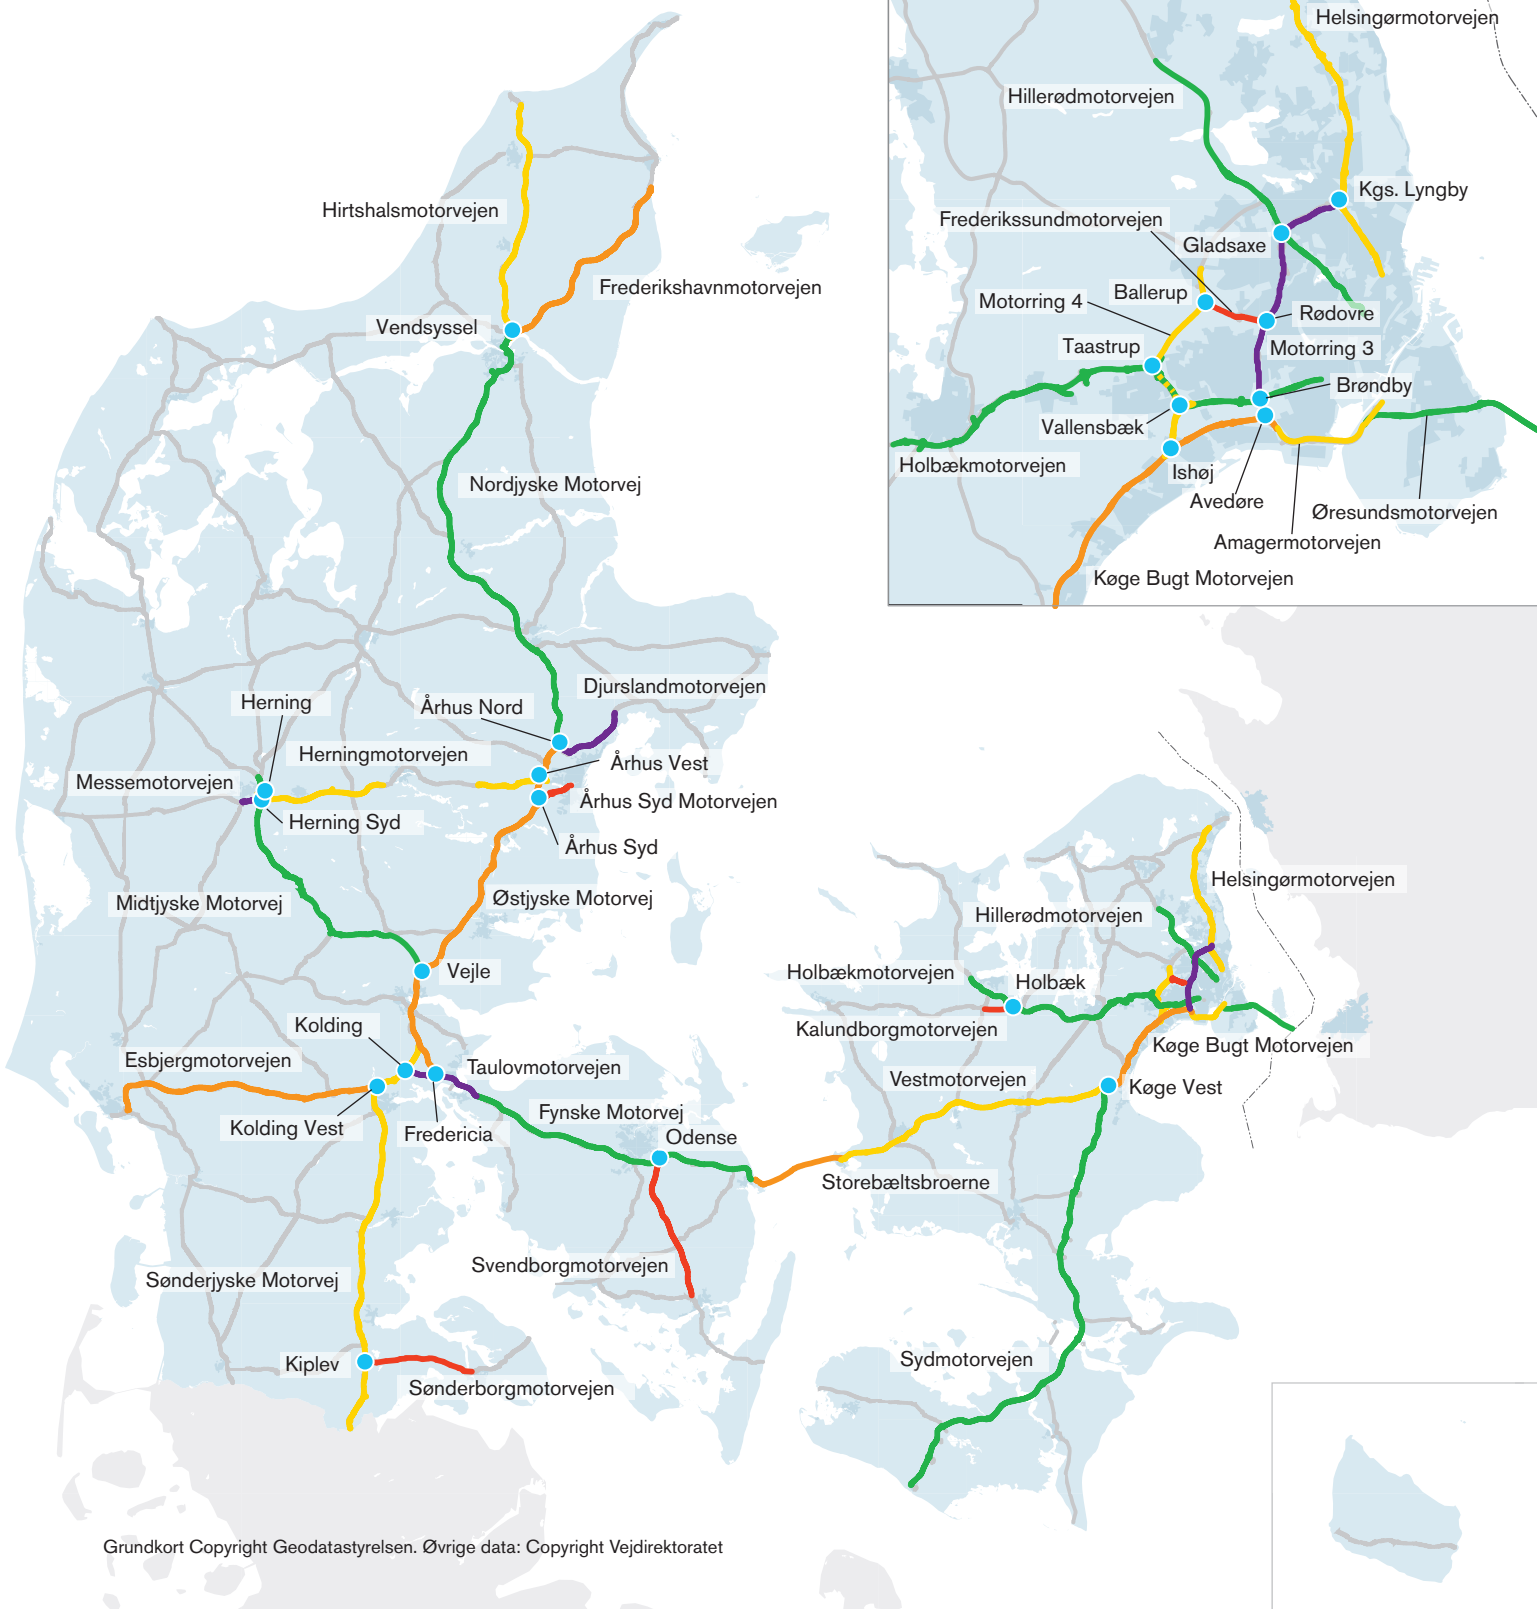 Helsingørmotorvejen
Hillerødmotorvejen
Kgs. Lyngby
Frederikssundmotorvejen
Gladsaxe
Ballerup
Motorring 4
Rødovre
Taastrup
Motorring 3
Brøndby
Vallensbæk
Holbækmotorvejen
Ishøj
Avedøre
Øresundsmotorvejen
Amagermotorvejen
Køge Bugt Motorvejen
Hirtshalsmotorvejen
Frederikshavnmotorvejen
Vendsyssel
Nordjyske Motorvej
Djurslandmotorvejen
Herning
Århus Nord
Herningmotorvejen
Århus Vest
Messemotorvejen
Århus Syd Motorvejen
Herning Syd
Århus Syd
Midtjyske Motorvej
Østjyske Motorvej
Vejle
Kolding
Esbjergmotorvejen
Taulovmotorvejen
Fynske Motorvej
Kolding Vest
Fredericia
Odense
Storebæltsbroerne
Svendborgmotorvejen
Sønderjyske Motorvej
Kiplev
Sønderborgmotorvejen
Helsingørmotorvejen
Hillerødmotorvejen
Holbækmotorvejen
Holbæk
Kalundborgmotorvejen
Køge Bugt Motorvejen
Vestmotorvejen
Køge Vest
Sydmotorvejen
Grundkort Copyright Geodatastyrelsen. Øvrige data: Copyright Vejdirektoratet